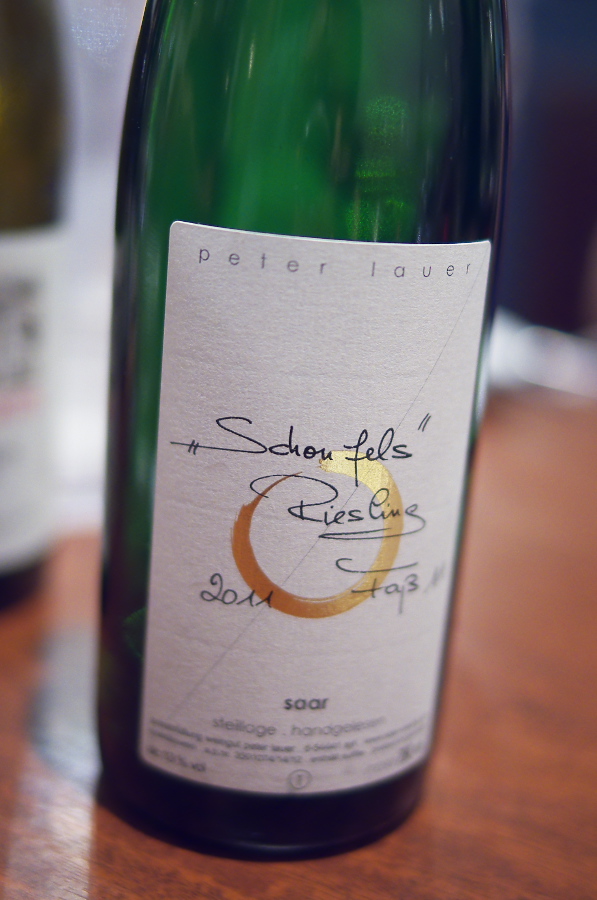 peter lauer
„Schonfels“
Riesling
2011 Faß 11
saar
steillage . handgelesen